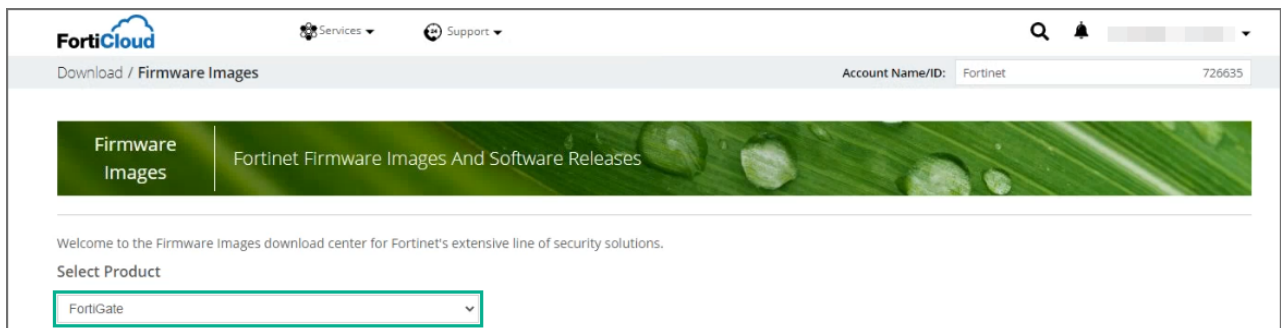 FortiCloud Services Support
Download / Firmware Images Account Name/ID: Fortinet 726635
Firmware
Images
Fortinet Firmware Images And Software Releases
Welcome to the Firmware Images download center for Fortinet's extensive line of security solutions.
Select Product
FortiGate